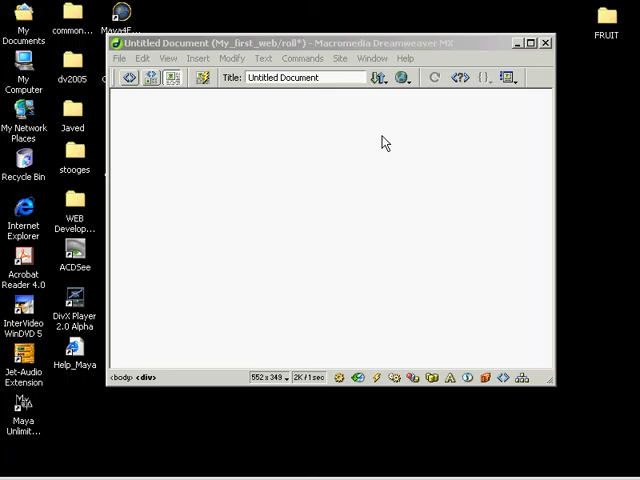 My
Documents
common...
Maya4F...
FRUIT
My
Computer
dv2005
My Network
Places
Javed
Recycle Bin
stooges
Internet
Explorer
WEB
Develop...
Acrobat
Reader 4.0
ACDSee
InterVideo
WinDVD 5
DivX Player
2.0 Alpha
Jet-Audio
Extension
Help_Maya
Maya
Unlimit...
Untitled Document (My_first_web/roll*) - Macromedia Dreamweaver MX
File Edit View Insert Modify Text Commands Site Window Help
Title: Untitled Document
<body> <div>
552 x 349
2K / 1 sec